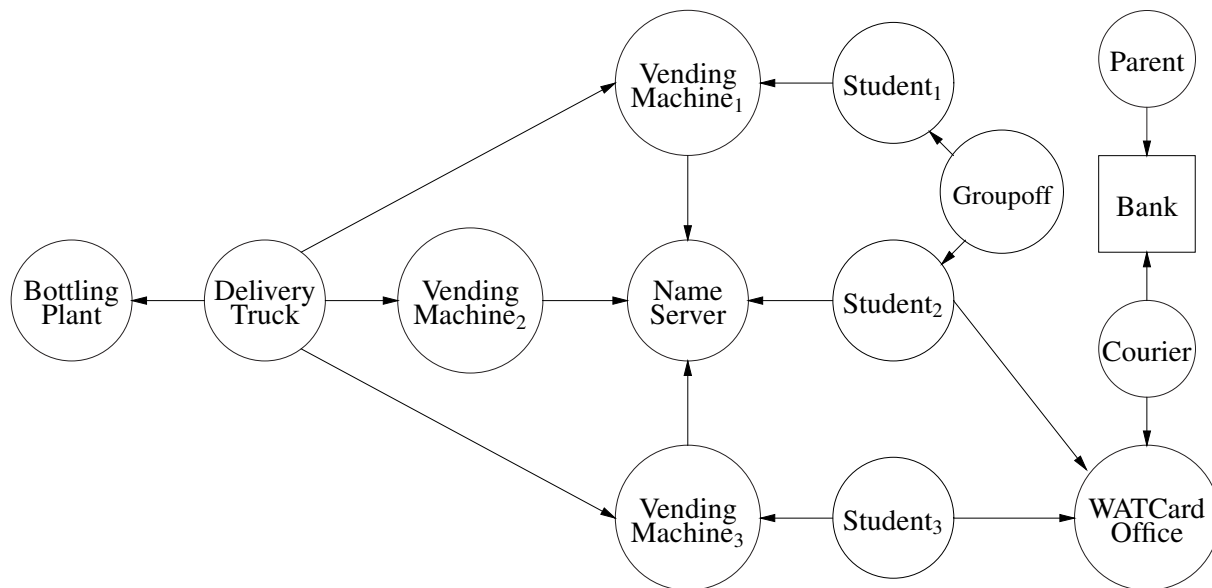 Vending
Machine₁
Student₁
Parent
Groupoff
Bank
Bottling
Plant
Delivery
Truck
Vending
Machine₂
Name
Server
Student₂
Courier
Vending
Machine₃
Student₃
WATCard
Office